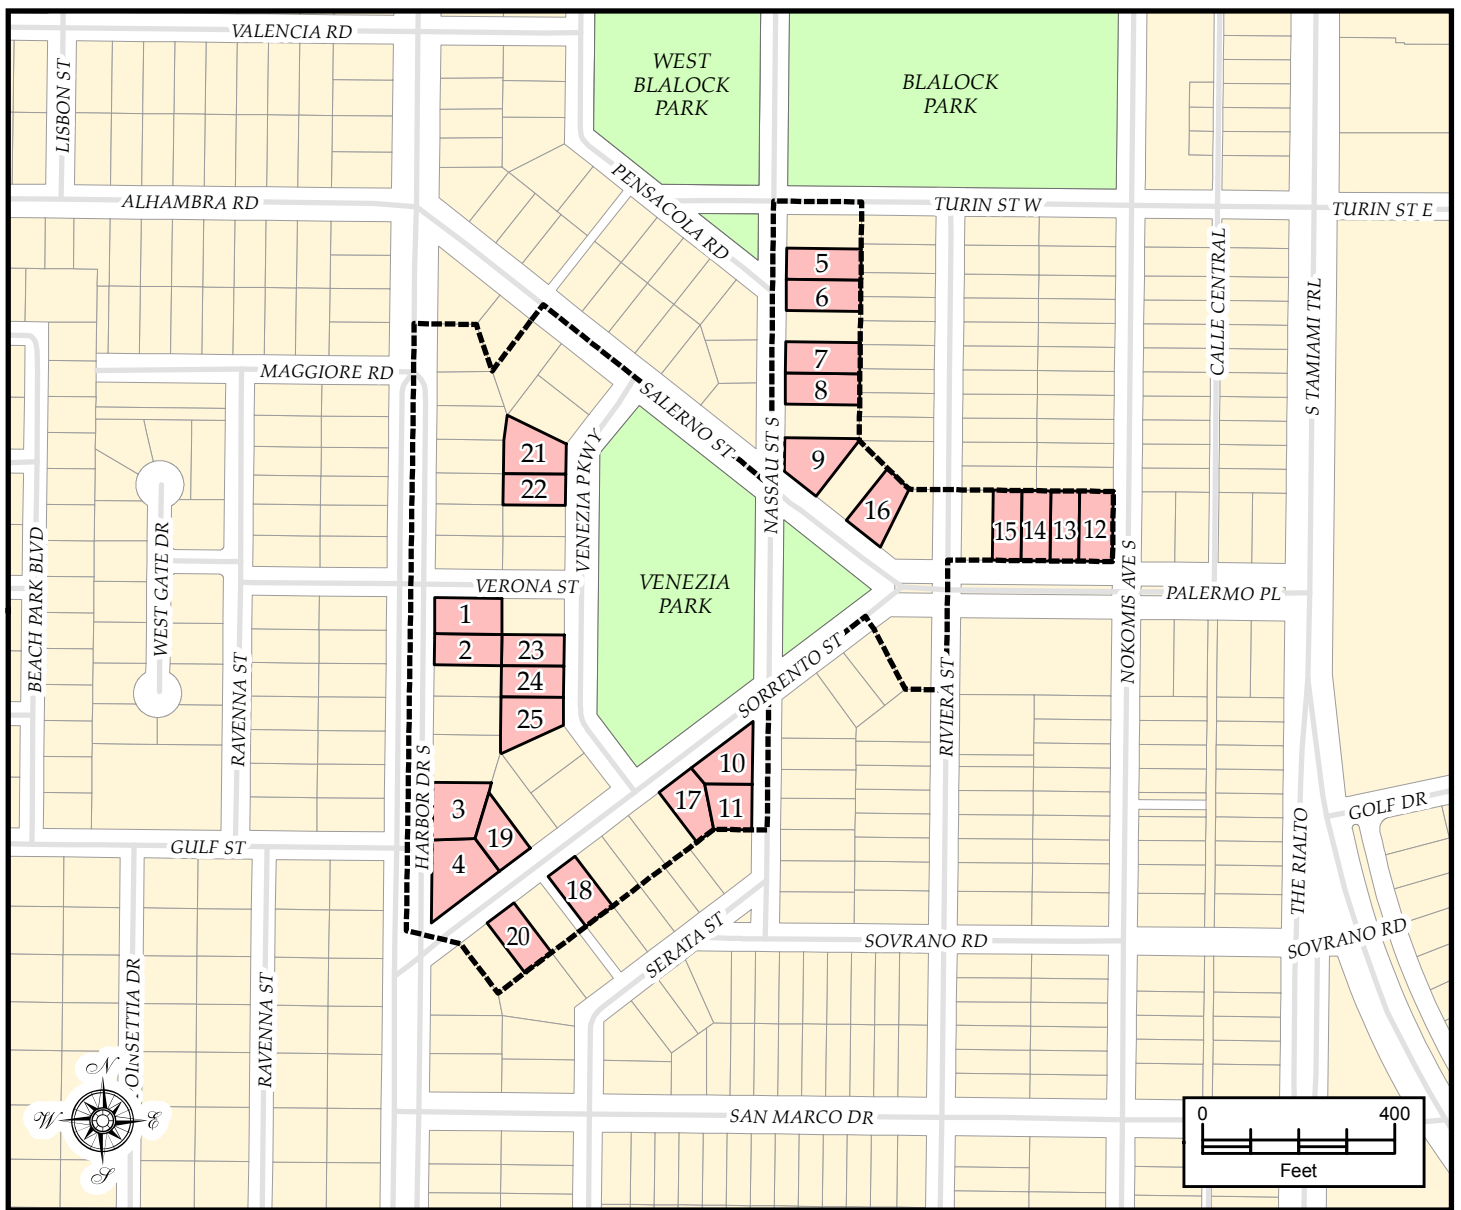 VALENCIA RD
LISBON ST
WEST
BLALOCK
PARK
BLALOCK
PARK
PENSACOLA RD
ALHAMBRA RD
TURIN ST W
TURIN ST E
CALLE CENTRAL
S TAMIAMI TRL
5
6
7
8
MAGGIORE RD
SALERNO ST
NASSAU ST S
VENEZIA PKWY
21
22
9
16
15
14
13
12
BEACH PARK BLVD
WEST GATE DR
VERONA ST
VENEZIA
PARK
PALERMO PL
NOKOMIS AVE S
1
2
23
24
25
RAVENNA ST
SORRENTO ST
RIVIERA ST
HARBOR DR S
10
17
11
3
19
4
GULF ST
18
20
GOLF DR
THE RIALTO
SOVRANO RD
SOVRANO RD
SERATA ST
OINSETTIA DR
RAVENNA ST
N
W
E
S
SAN MARCO DR
0
400
Feet